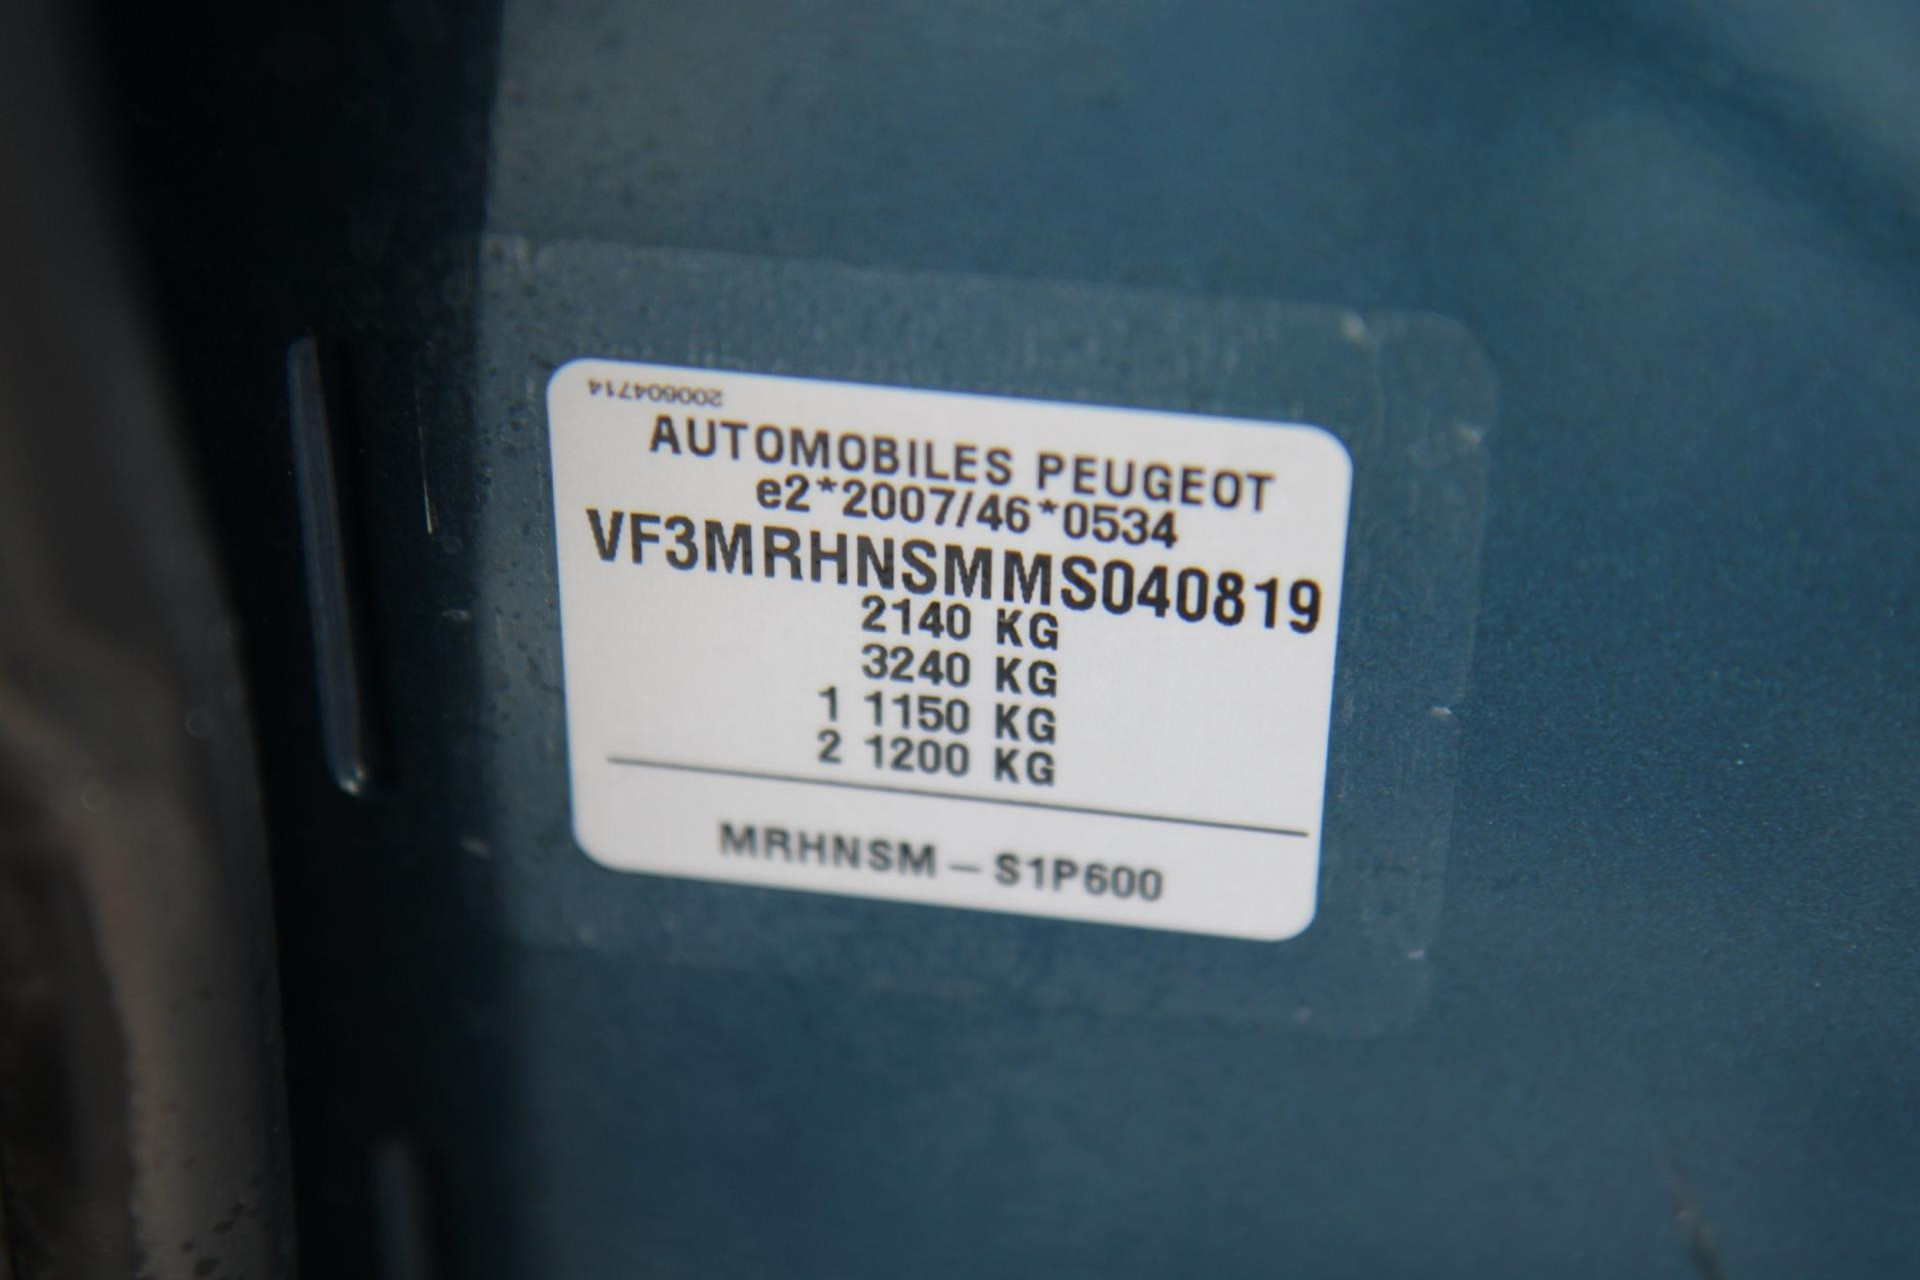 200604714
AUTOMOBILES PEUGEOT
e2*2007/46*0534
VF3MRHNSMMS040819
2140 KG
3240 KG
1 1150 KG
2 1200 KG
MRHNSM – S1P600